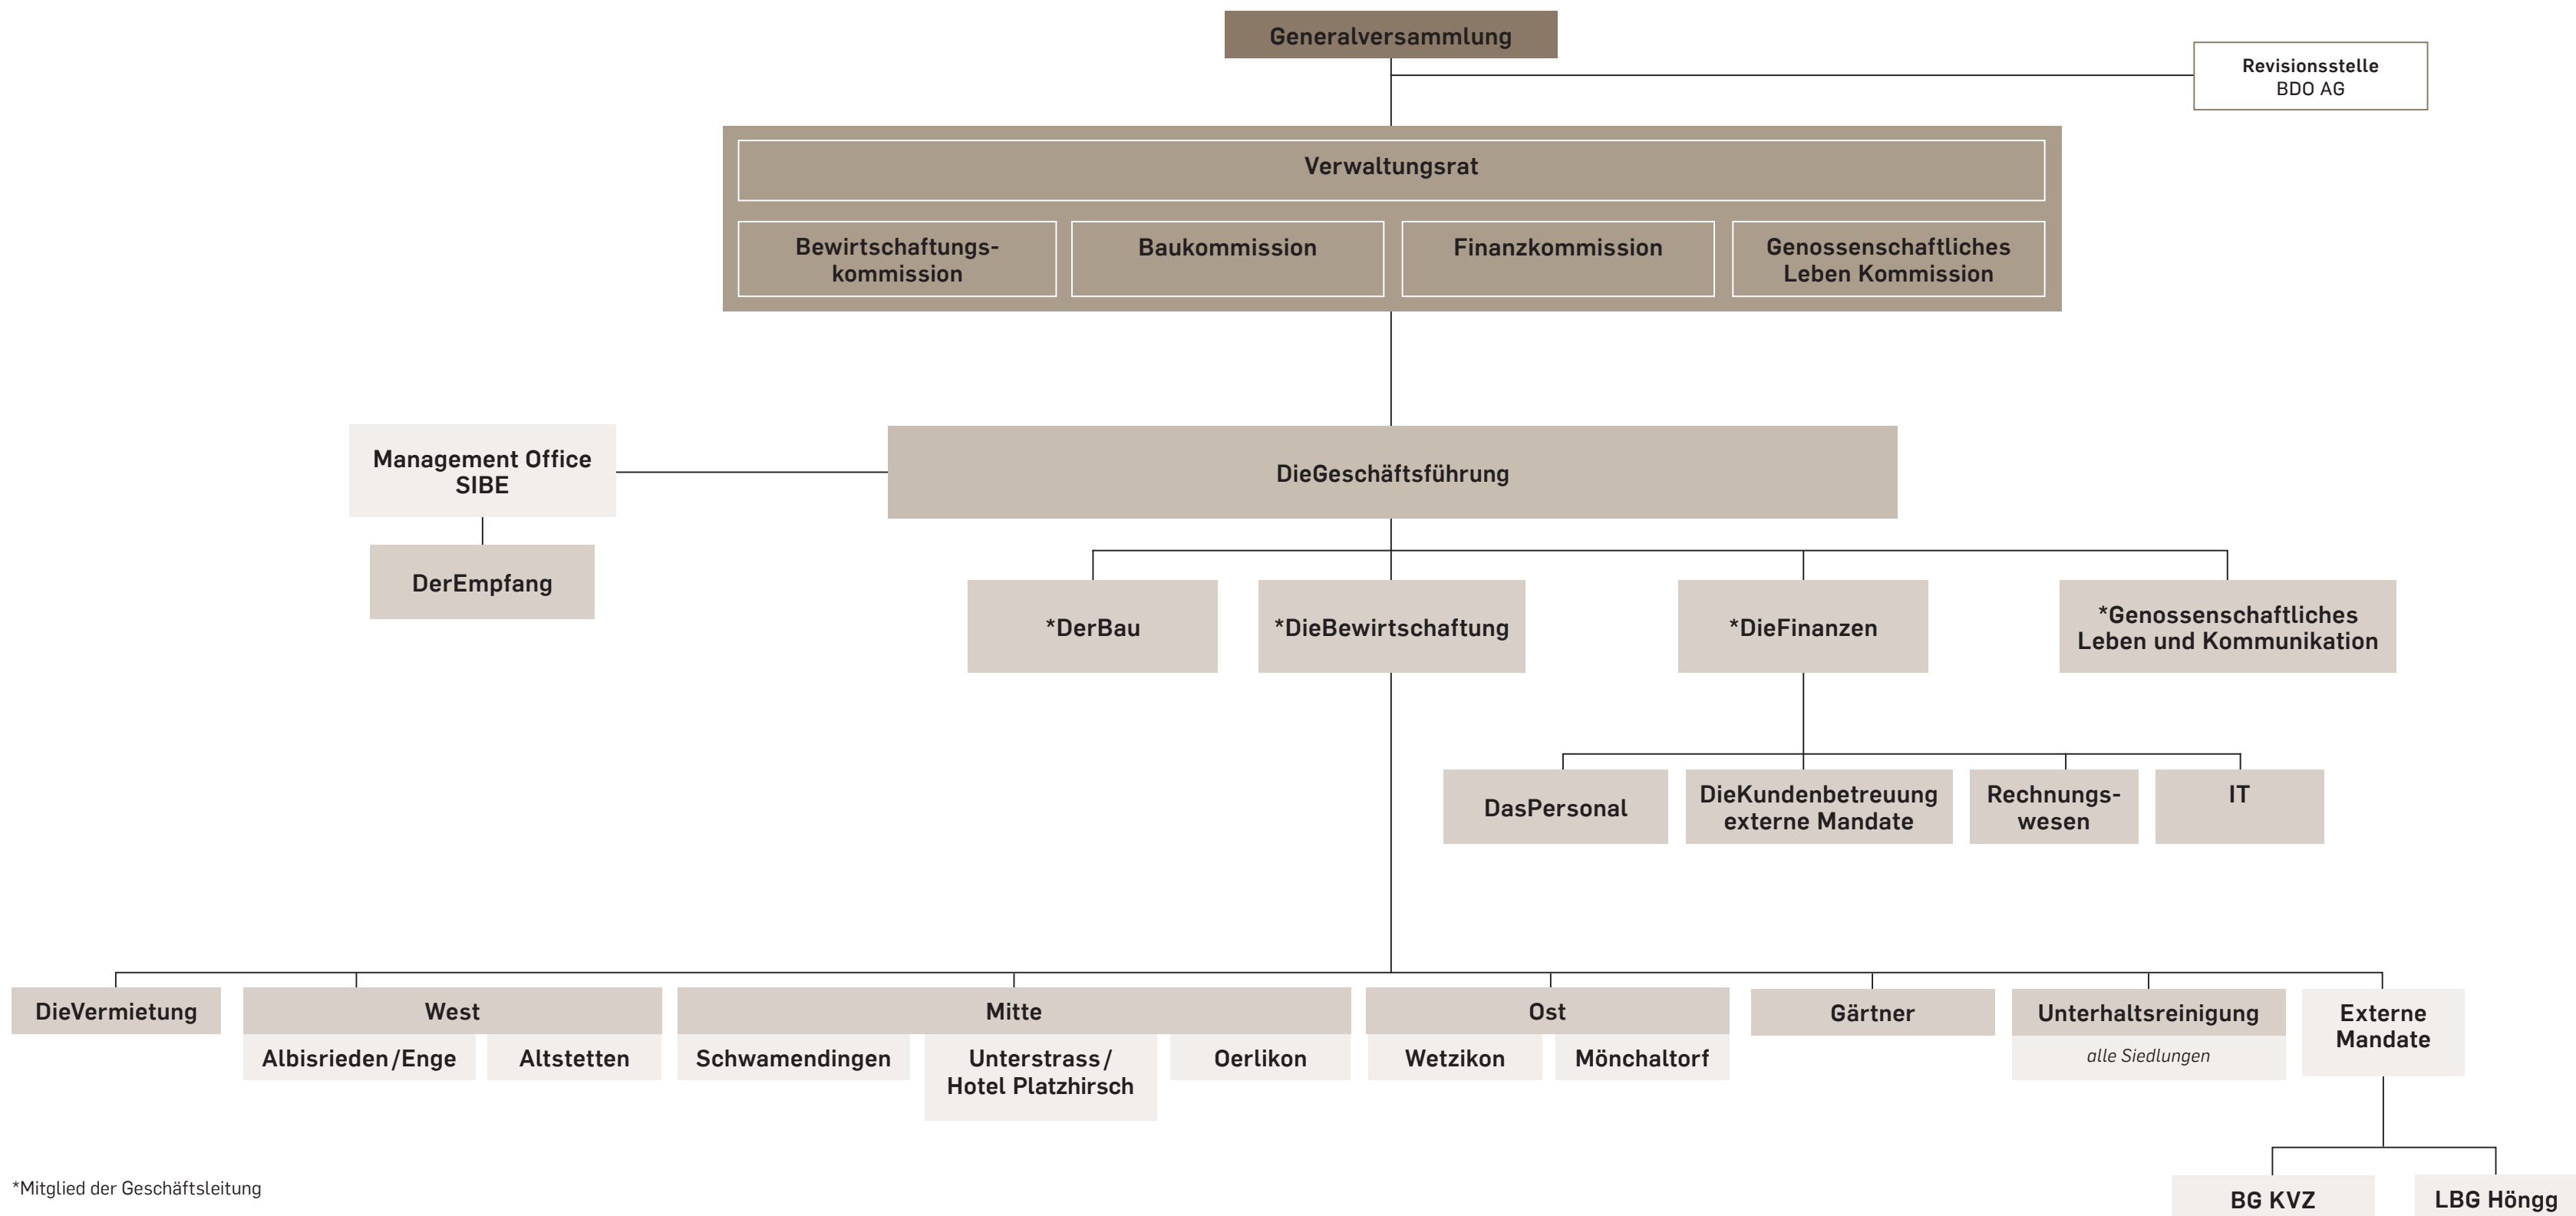 Generalversammlung
Revisionsstelle
BDO AG
Verwaltungsrat
Bewirtschaftungs-
kommission
Baukommission
Finanzkommission
Genossenschaftliches
Leben Kommission
Management Office
SIBE
DieGeschäftsführung
DerEmpfang
*DerBau
*DieBewirtschaftung
*DieFinanzen
*Genossenschaftliches
Leben und Kommunikation
DasPersonal
DieKundenbetreuung
externe Mandate
Rechnungs-
wesen
IT
DieVermietung
West
Albisrieden/Enge
Altstetten
Mitte
Schwamendingen
Unterstrass/
Hotel Platzhirsch
Oerlikon
Ost
Wetzikon
Mönchaltorf
Gärtner
Unterhaltsreinigung
alle Siedlungen
Externe
Mandate
BG KVZ
LBG Höngg
*Mitglied der Geschäftsleitung